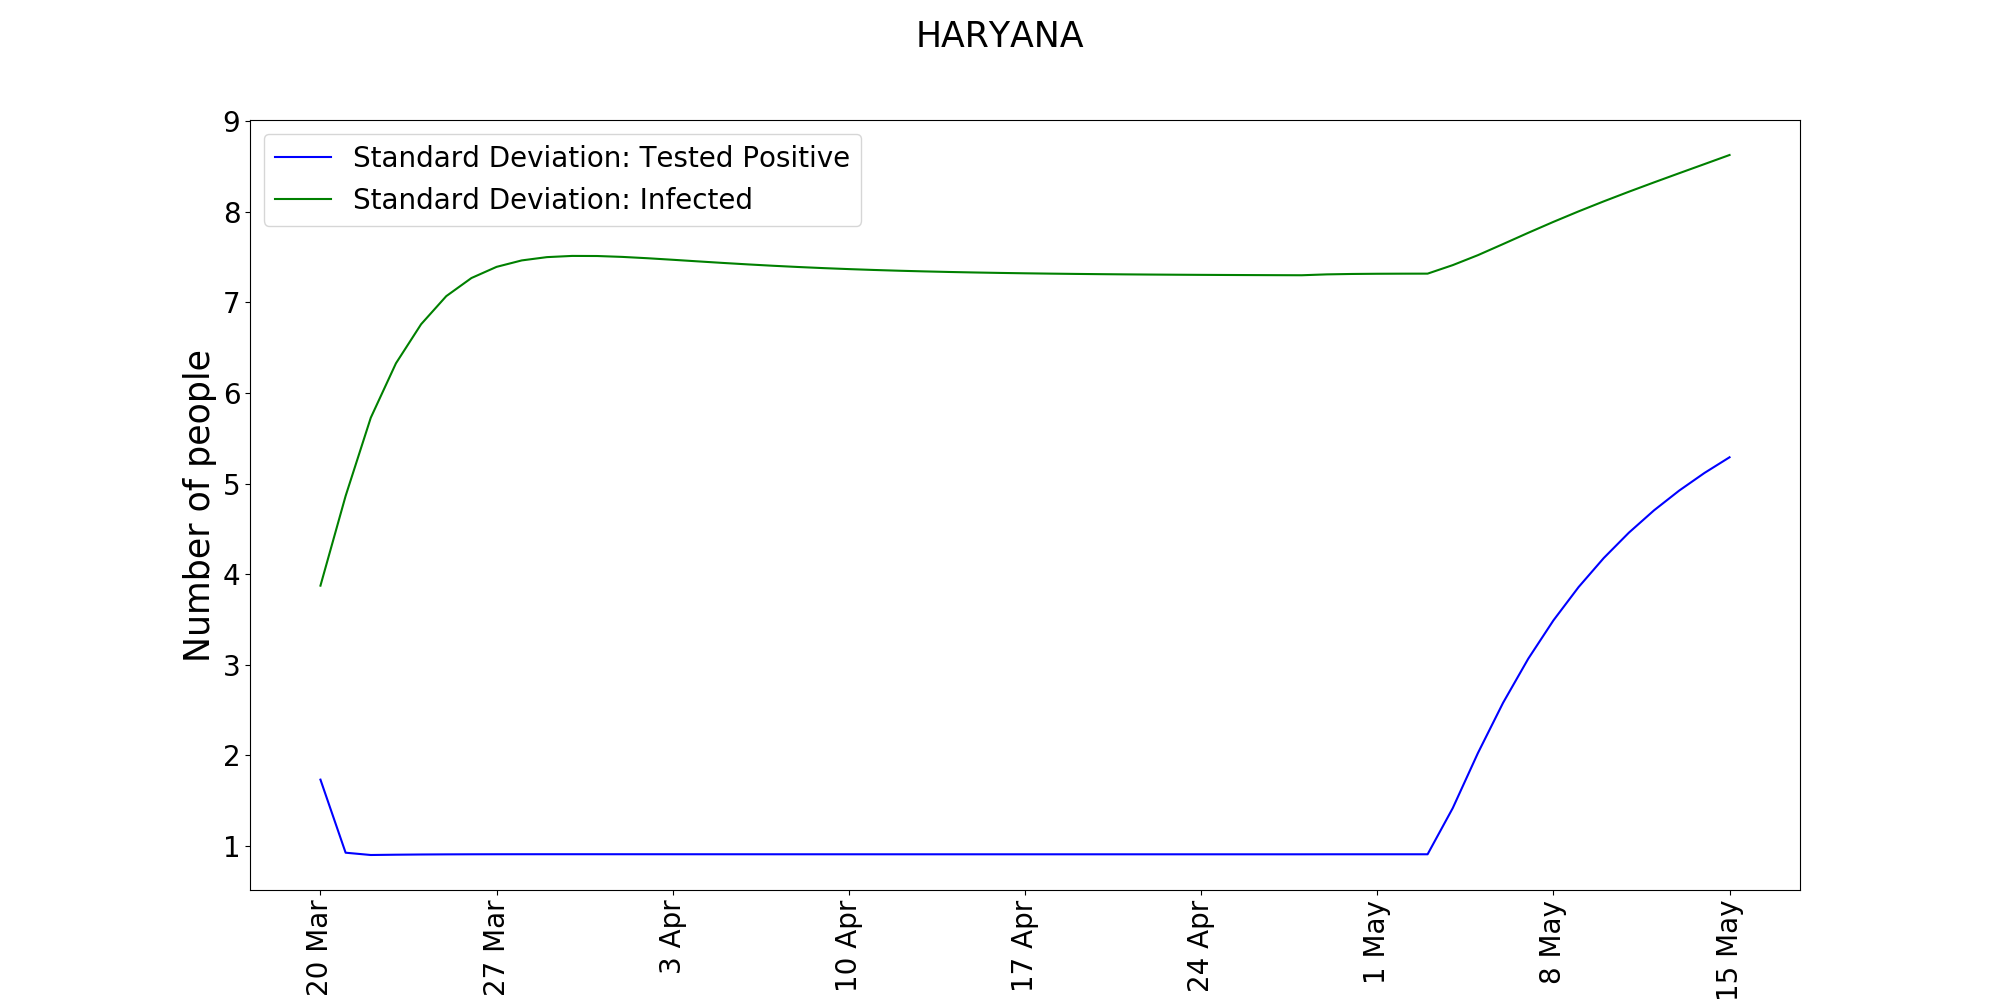 HARYANA
Standard Deviation: Tested Positive
Standard Deviation: Infected
Number of people
9
8
7
6
5
4
3
2
1
20 Mar
27 Mar
3 Apr
10 Apr
17 Apr
24 Apr
1 May
8 May
15 May